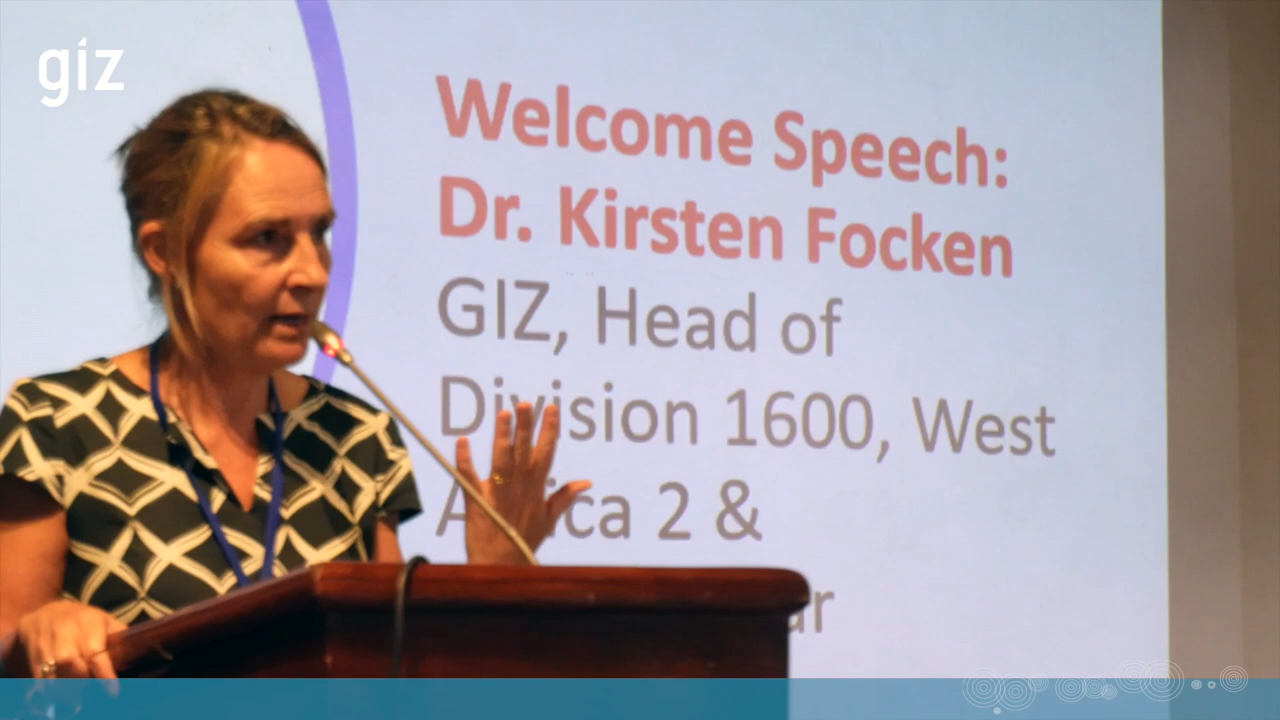 giz
Welcome Speech:
Dr. Kirsten Focken
GIZ, Head of
Division 1600, West
2 &